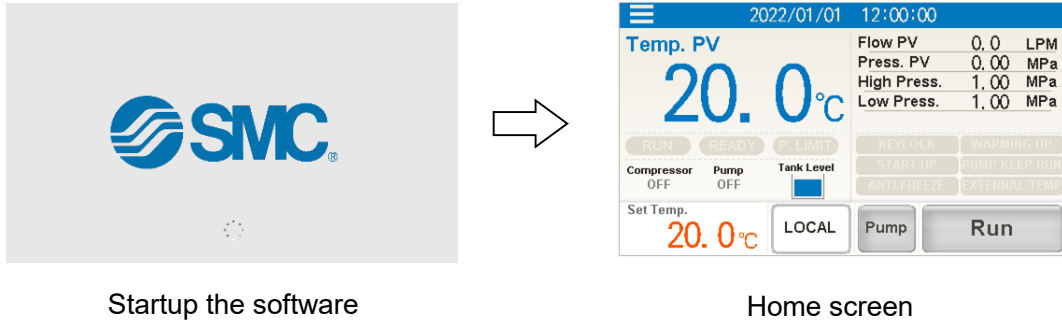 SMC®
Startup the software
2022/01/01 12:00:00
Temp. PV
20.0℃
Flow PV 0.0 LPM
Press. PV 0.00 MPa
High Press. 1.00 MPa
Low Press. 1.00 MPa
RUN READY P. LIMIT
KEYLOCK WARMING UP
START UP PUMP KEEP RUN
ANTI FREEZE EXTERNAL TEMP
Compressor Pump Tank Level
OFF OFF
Set Temp.
20.0℃
LOCAL Pump Run
Home screen